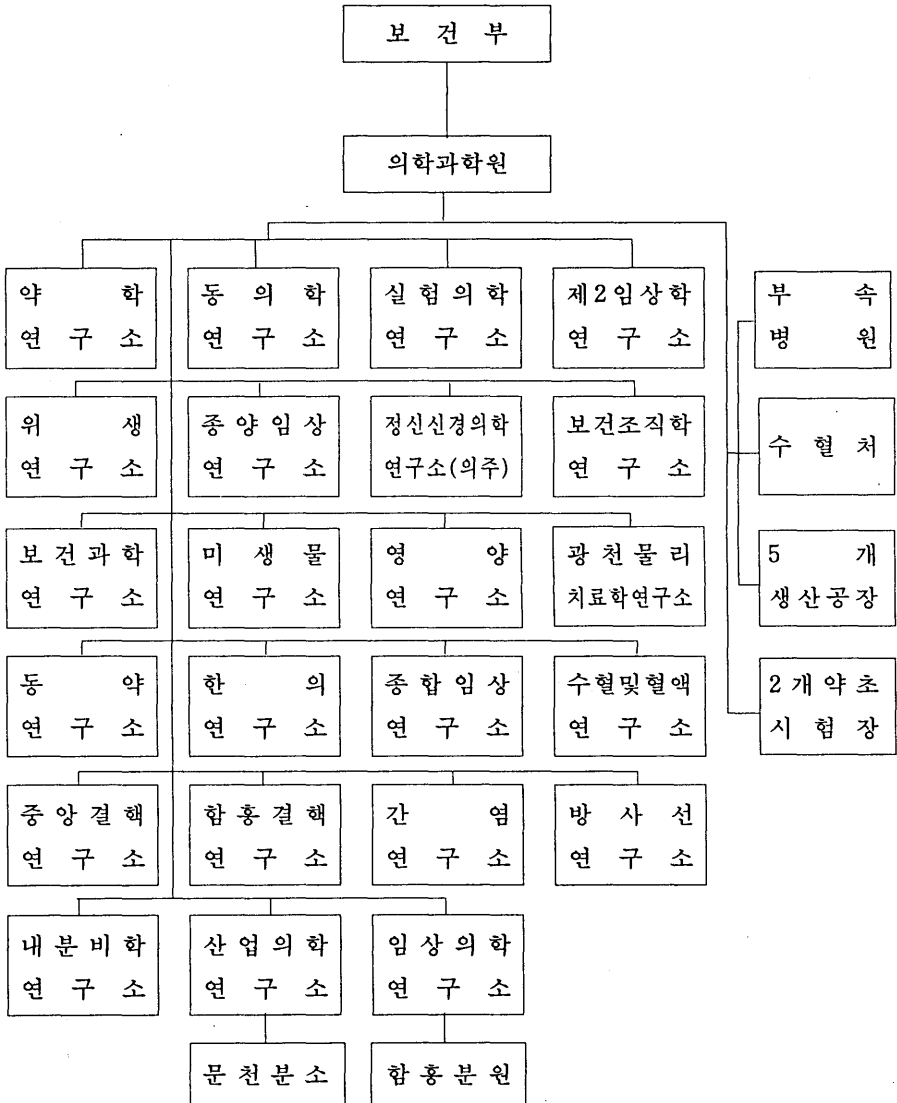 보 건 부
의학과학원
약 학
연 구 소
동 의 학
연 구 소
실 험 의 학
연 구 소
제2임상학
연 구 소
부 속
병 원
위 생
연 구 소
종 양 임 상
연 구 소
정신신경의학
연구소(의주)
보건조직학
연 구 소
수 혈 처
보 건 과 학
연 구 소
미 생 물
연 구 소
영 양
연 구 소
광 천 물 리
치료학연구소
5 개
생 산 공 장
동 약
연 구 소
한 의
연 구 소
종 합 임 상
연 구 소
수혈및혈액
연 구 소
2 개 약 초
시 험 장
중 앙 결 핵
연 구 소
함 흥 결 핵
연 구 소
간 염
연 구 소
방 사 선
연 구 소
내 분 비 학
연 구 소
산 업 의 학
연 구 소
임 상 의 학
연 구 소
문 천 분 소
함 흥 분 원